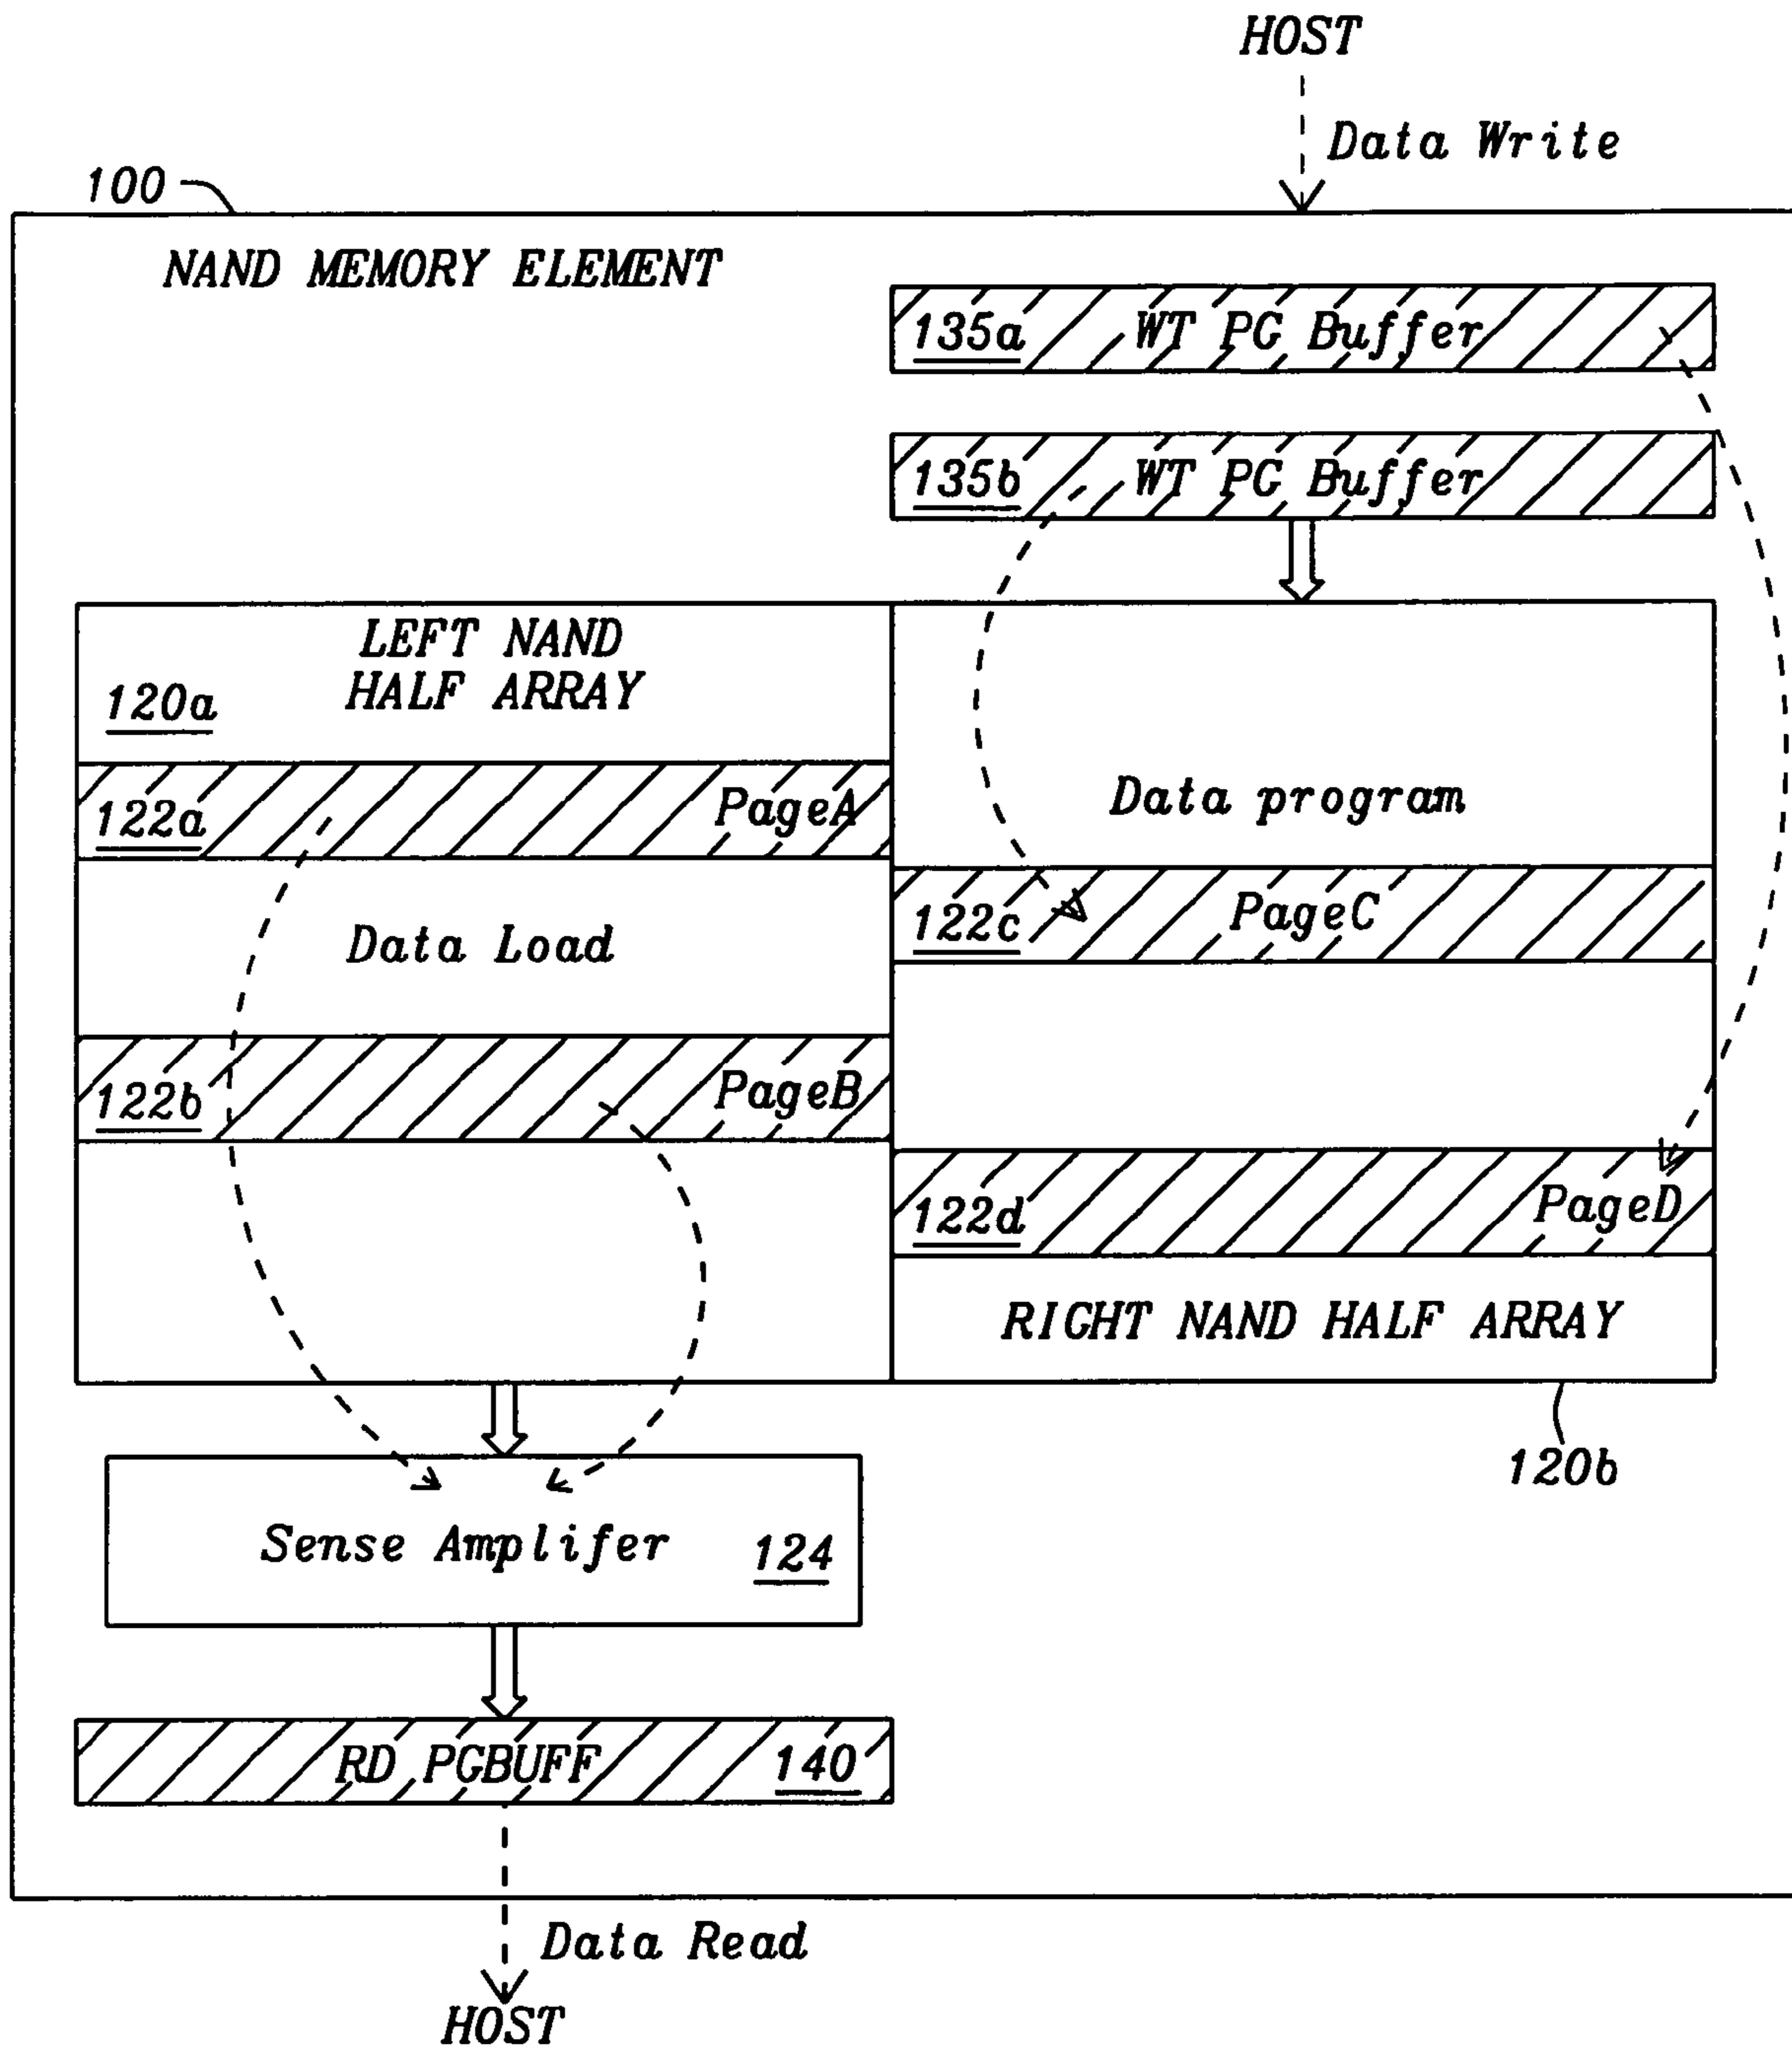 HOST
Data Write
100
NAND MEMORY ELEMENT
135a WT PG Buffer
135b WT PG Buffer
LEFT NAND
HALF ARRAY
120a
122a PageA
Data program
122c PageC
Data Load
122b PageB
122d PageD
RIGHT NAND HALF ARRAY
120b
Sense Amplifer 124
RD PGBUFF 140
Data Read
HOST